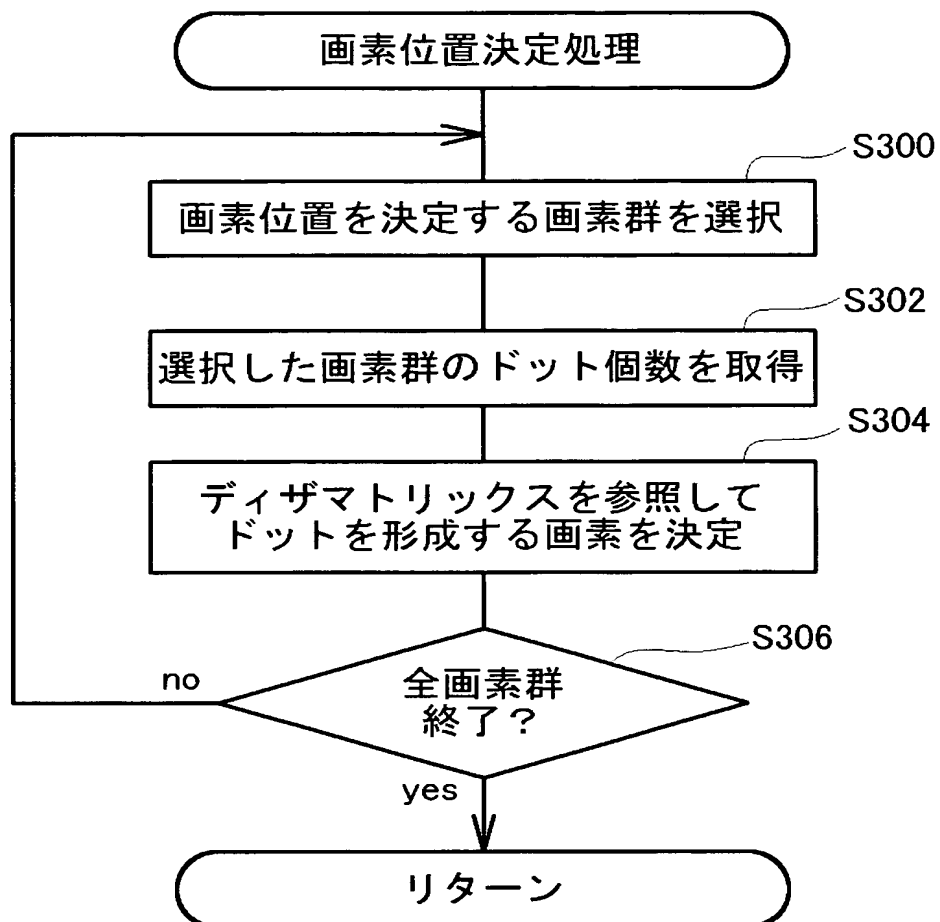 画素位置決定処理
S300
画素位置を決定する画素群を選択
S302
選択した画素群のドット個数を取得
S304
ディザマトリックスを参照して
ドットを形成する画素を決定
S306
no
全画素群
終了?
yes
リターン